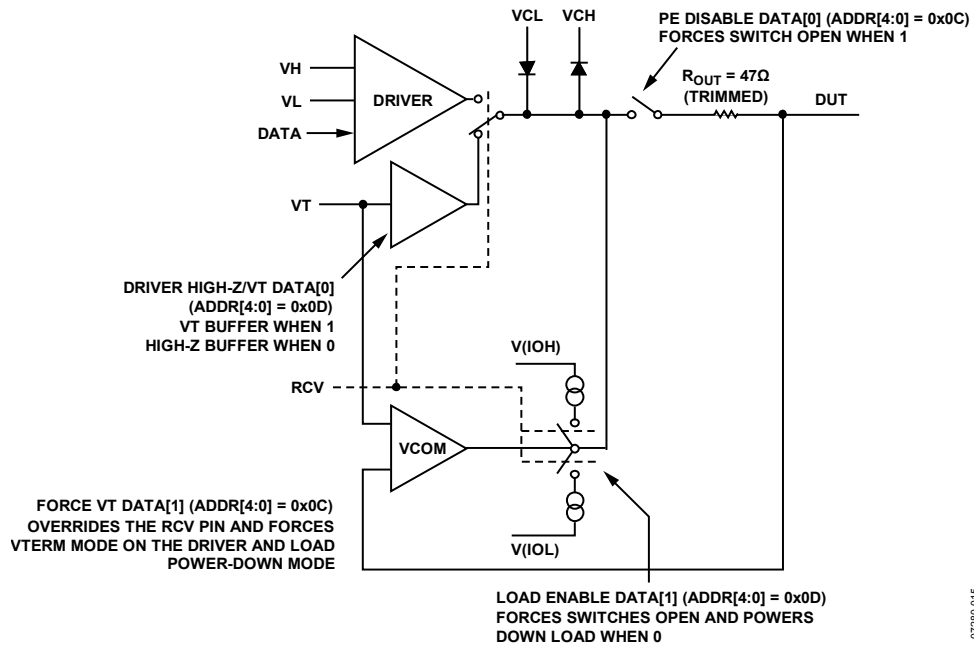 VCL
VCH
PE DISABLE DATA[0] (ADDR[4:0] = 0x0C)
FORCES SWITCH OPEN WHEN 1
VH
VL
DATA
DRIVER
ROUT = 47Ω
(TRIMMED)
DUT
VT
DRIVER HIGH-Z/VT DATA[0]
(ADDR[4:0] = 0x0D)
VT BUFFER WHEN 1
HIGH-Z BUFFER WHEN 0
V(IOH)
RCV
VCOM
FORCE VT DATA[1] (ADDR[4:0] = 0x0C)
OVERRIDES THE RCV PIN AND FORCES
VTERM MODE ON THE DRIVER AND LOAD
POWER-DOWN MODE
V(IOL)
LOAD ENABLE DATA[1] (ADDR[4:0] = 0x0D)
FORCES SWITCHES OPEN AND POWERS
DOWN LOAD WHEN 0